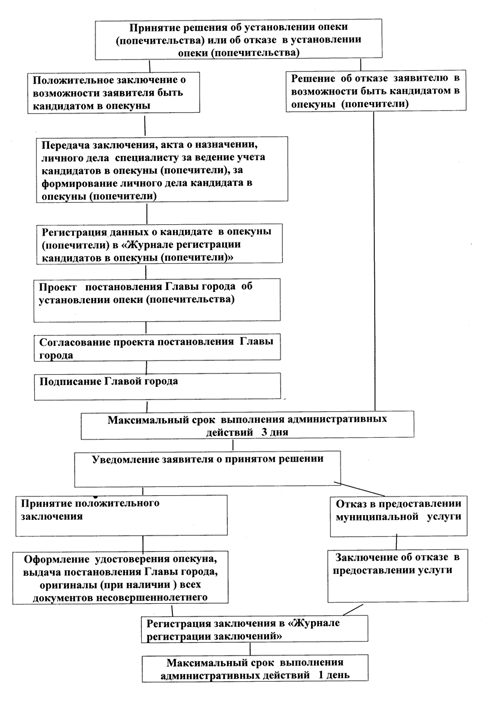 Принятие решения об установлении опеки
(попечительства) или об отказе в установлении
опеки (попечительства)
Положительное заключение о
возможности заявителя быть
кандидатом в опекуны
Решение об отказе заявителю в
возможности быть кандидатом в
опекуны (попечители)
Передача заключения, акта о назначении,
личного дела специалисту за ведение учета
кандидатов в опекуны (попечители), за
формирование личного дела кандидата в
опекуны (попечители)
Регистрация данных о кандидате в опекуны
(попечители) в «Журнале регистрации
кандидатов в опекуны (попечители)»
Проект постановления Главы города об
установлении опеки (попечительства)
Согласование проекта постановления Главы
города
Подписание Главой города
Максимальный срок выполнения административных
действий 3 дня
Уведомление заявителя о принятом решении
Принятие положительного
заключения
Отказ в предоставлении
муниципальной услуги
Оформление удостоверения опекуна,
выдача постановления Главы города,
оригиналы (при наличии ) всех
документов несовершеннолетнего
Заключение об отказе в
предоставлении услуги
Регистрация заключения в «Журнале
регистрации заключений»
Максимальный срок выполнения
административных действий 1 день